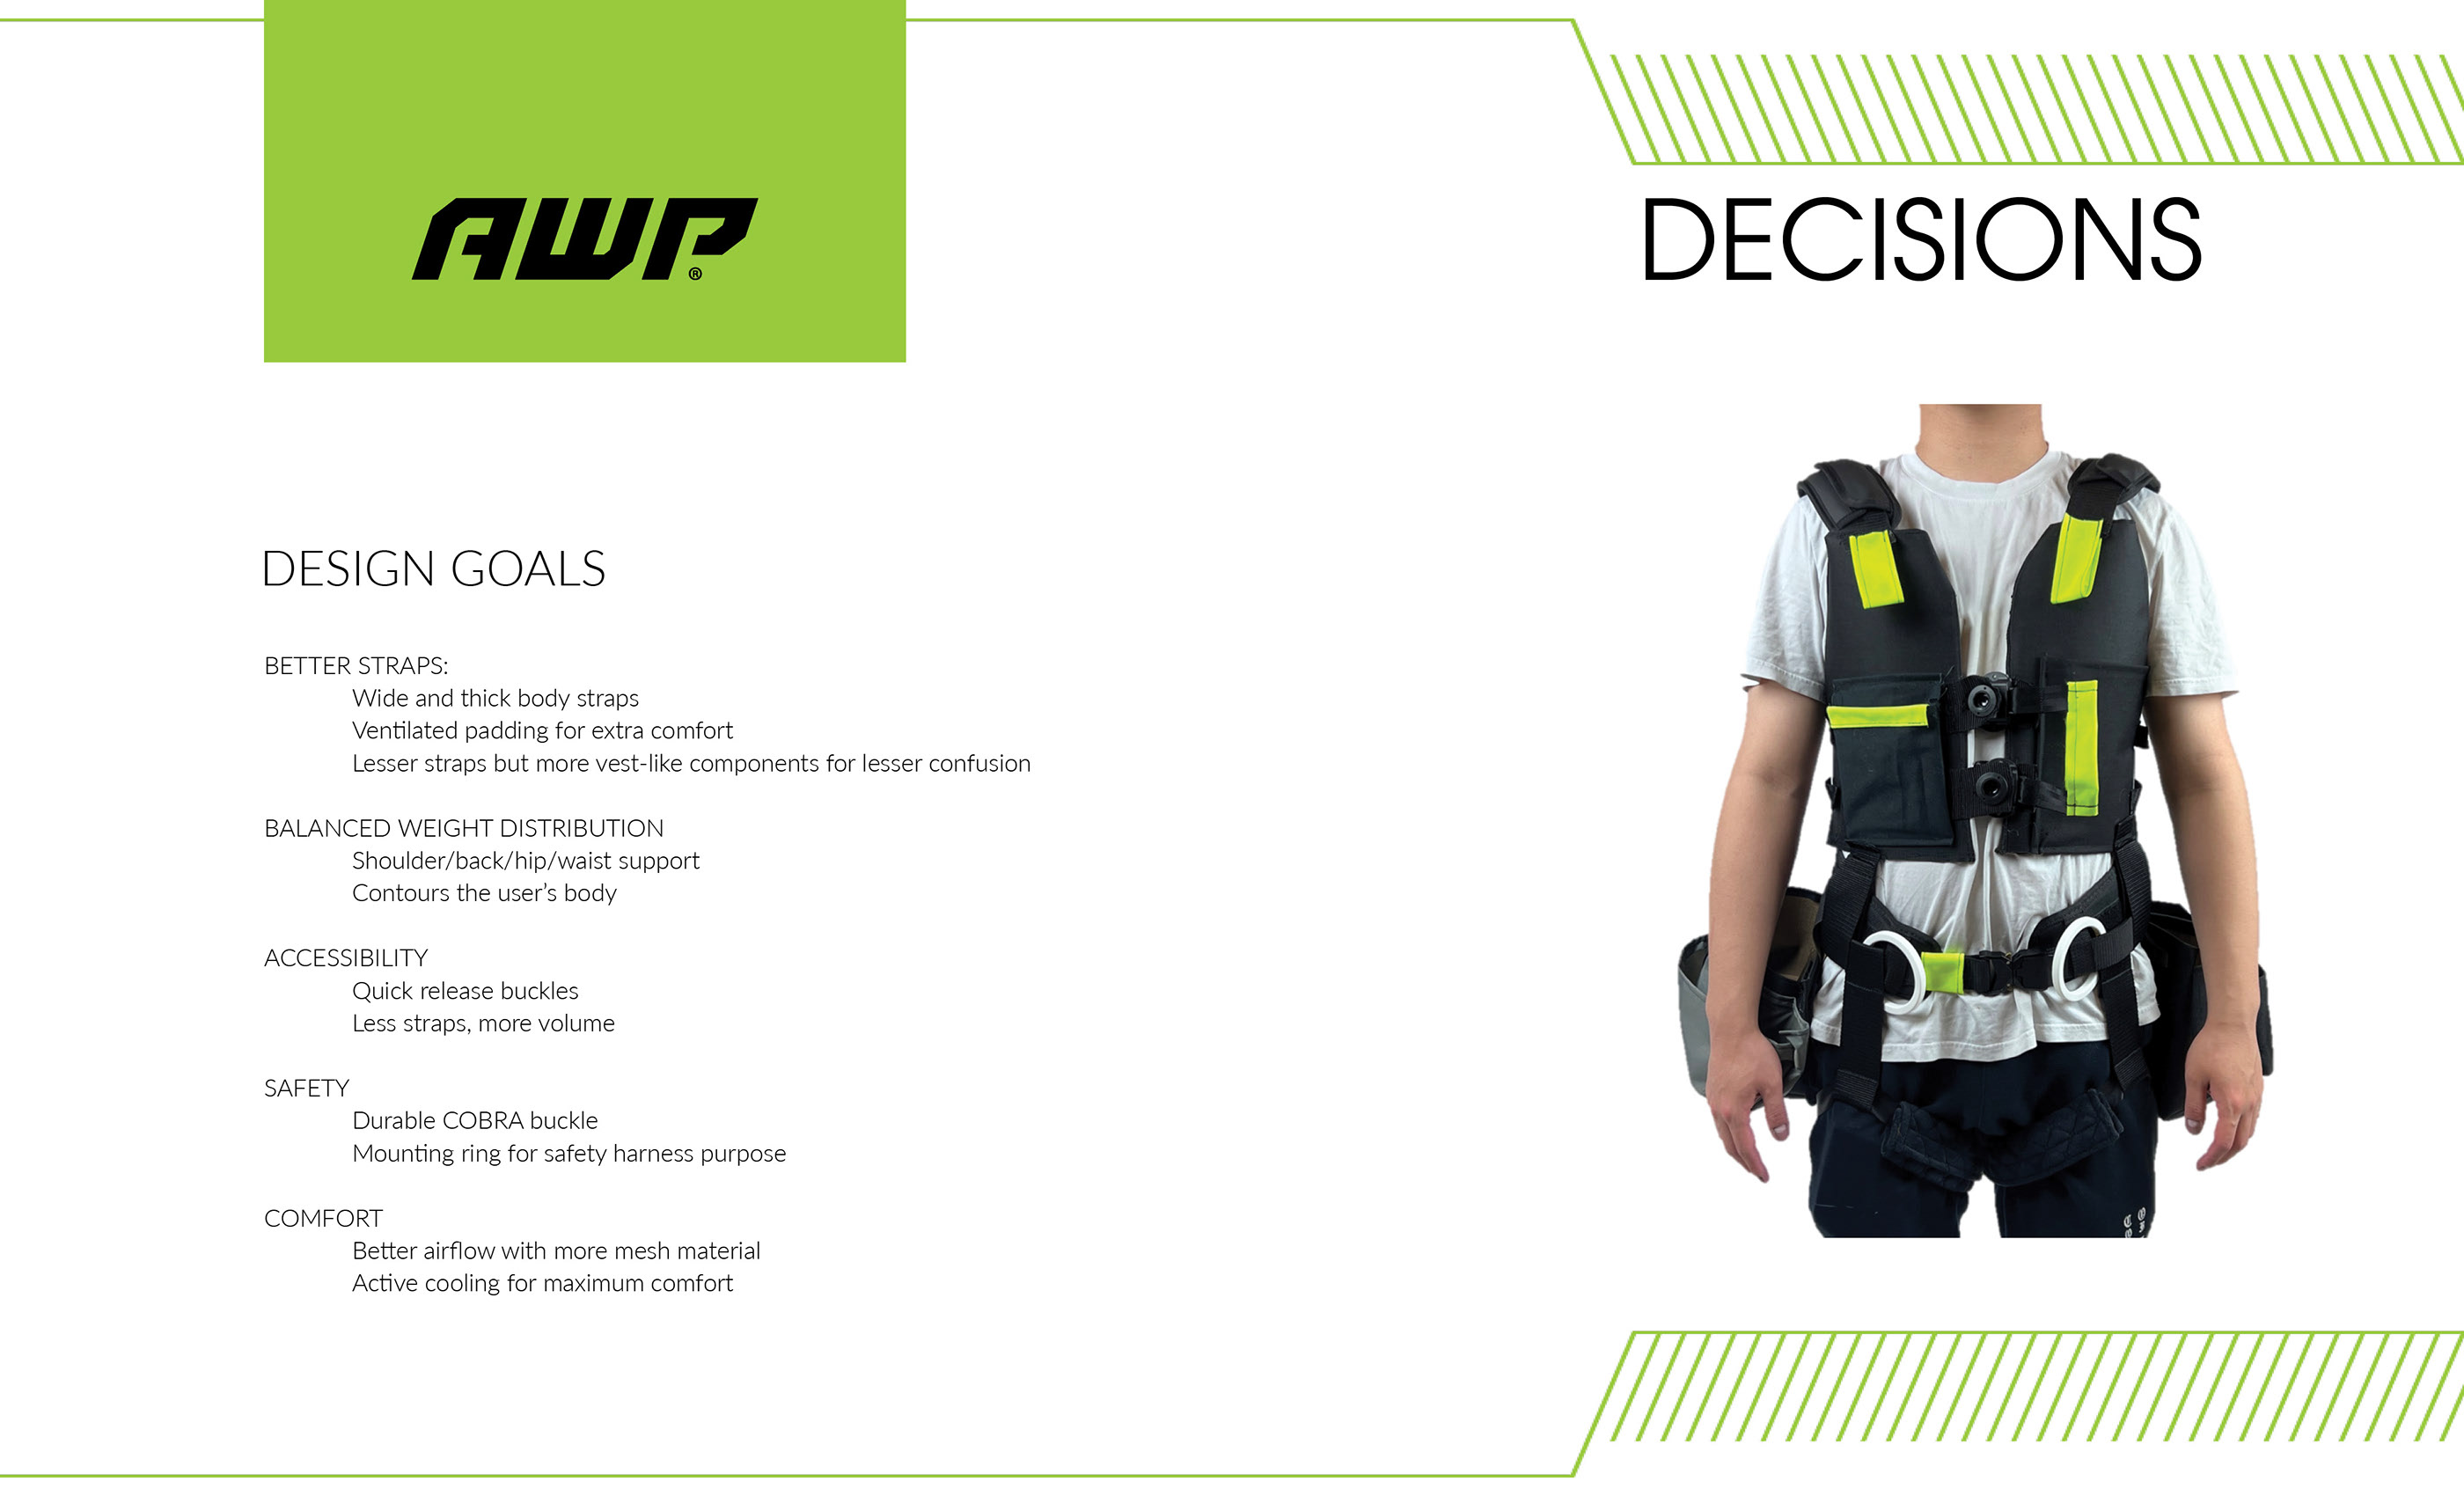 AWP®
DECISIONS
DESIGN GOALS
BETTER STRAPS:
Wide and thick body straps
Ventilated padding for extra comfort
Lesser straps but more vest-like components for lesser confusion
BALANCED WEIGHT DISTRIBUTION
Shoulder/back/hip/waist support
Contours the user’s body
ACCESSIBILITY
Quick release buckles
Less straps, more volume
SAFETY
Durable COBRA buckle
Mounting ring for safety harness purpose
COMFORT
Better airflow with more mesh material
Active cooling for maximum comfort